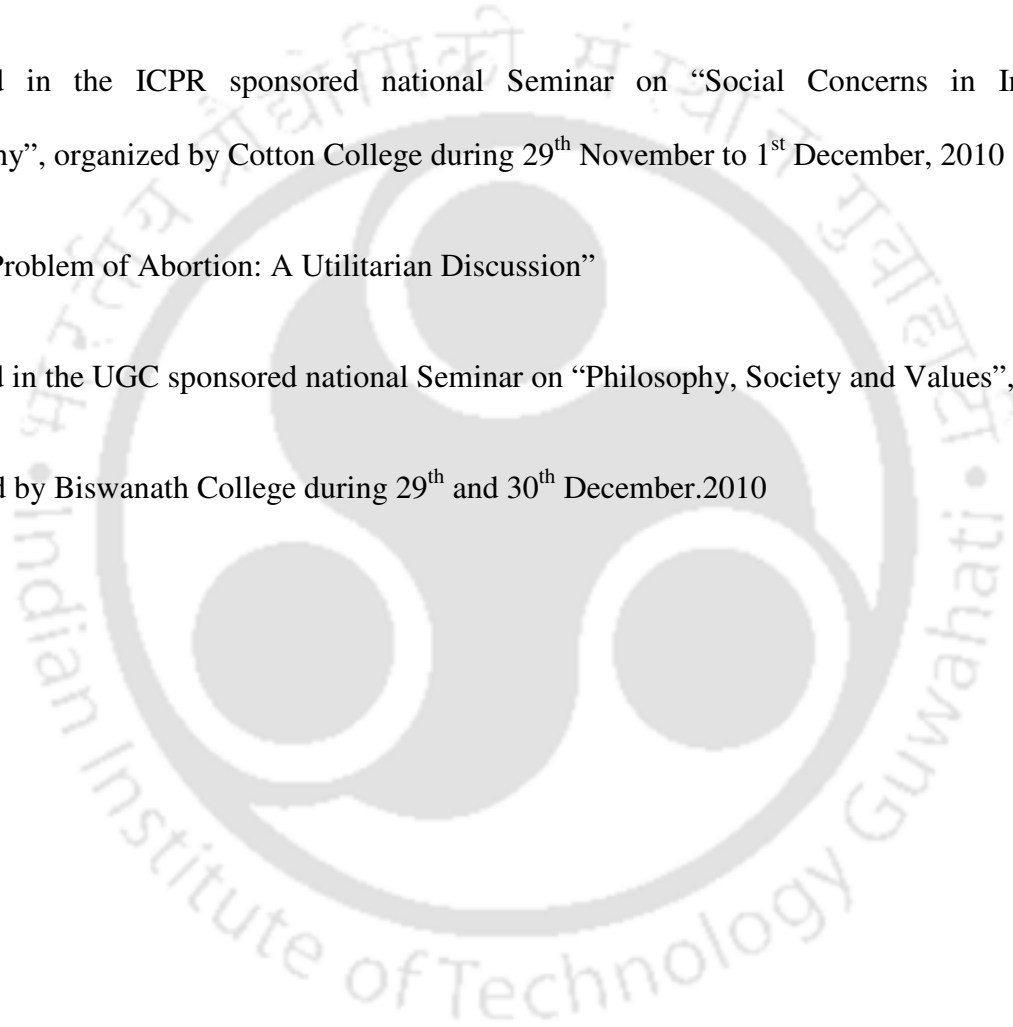 d in the ICPR sponsored national Seminar on “Social Concerns in In
ny”, organized by Cotton College during 29th November to 1st December, 2010
Problem of Abortion: A Utilitarian Discussion”
d in the UGC sponsored national Seminar on “Philosophy, Society and Values”,
d by Biswanath College during 29th and 30th December.2010
भारतीय प्रौद्योगिकी संस्थान गुवाहाटी
Indian Institute of Technology Guwahati